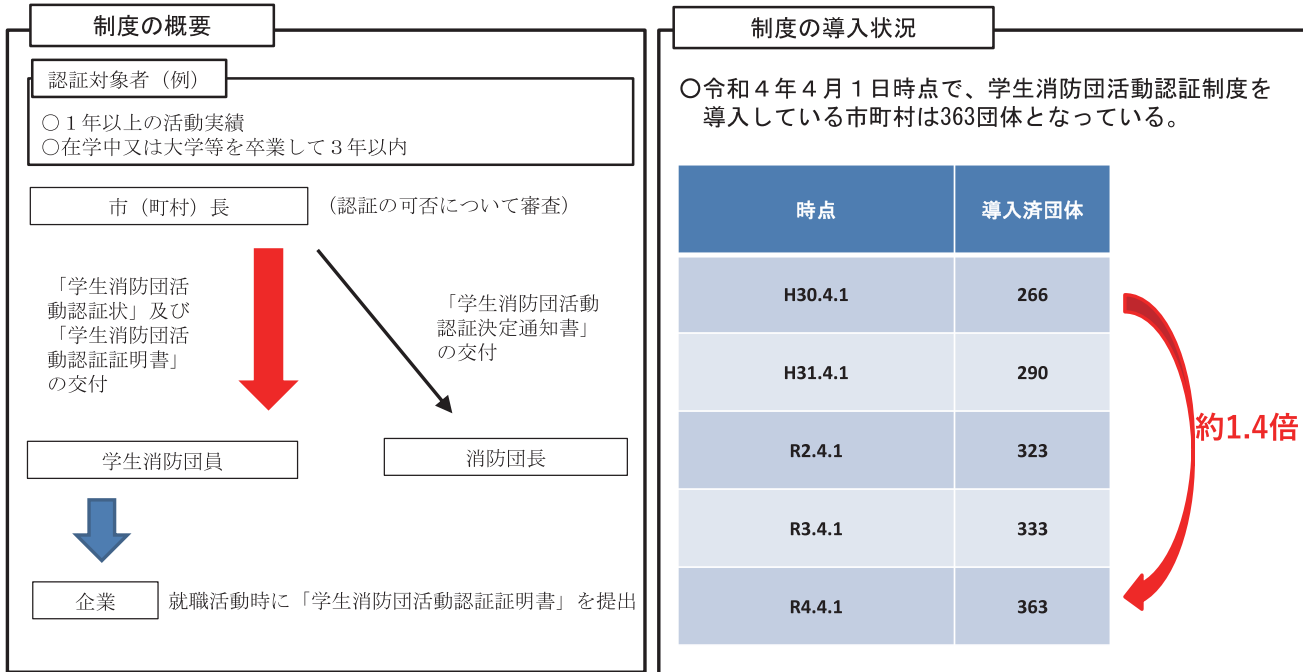 制度の概要
認証対象者（例）
○１年以上の活動実績
○在学中又は大学等を卒業して３年以内
市（町村）長
（認証の可否について審査）
「学生消防団活
動認証状」及び
「学生消防団活
動認証証明書」
の交付
「学生消防団活動
認証決定通知書」
の交付
学生消防団員
消防団長
企業
就職活動時に「学生消防団活動認証証明書」を提出
制度の導入状況
○令和４年４月１日時点で、学生消防団活動認証制度を
導入している市町村は363団体となっている。
時点 導入済団体
H30.4.1 266
H31.4.1 290
R2.4.1 323
R3.4.1 333
R4.4.1 363
約1.4倍